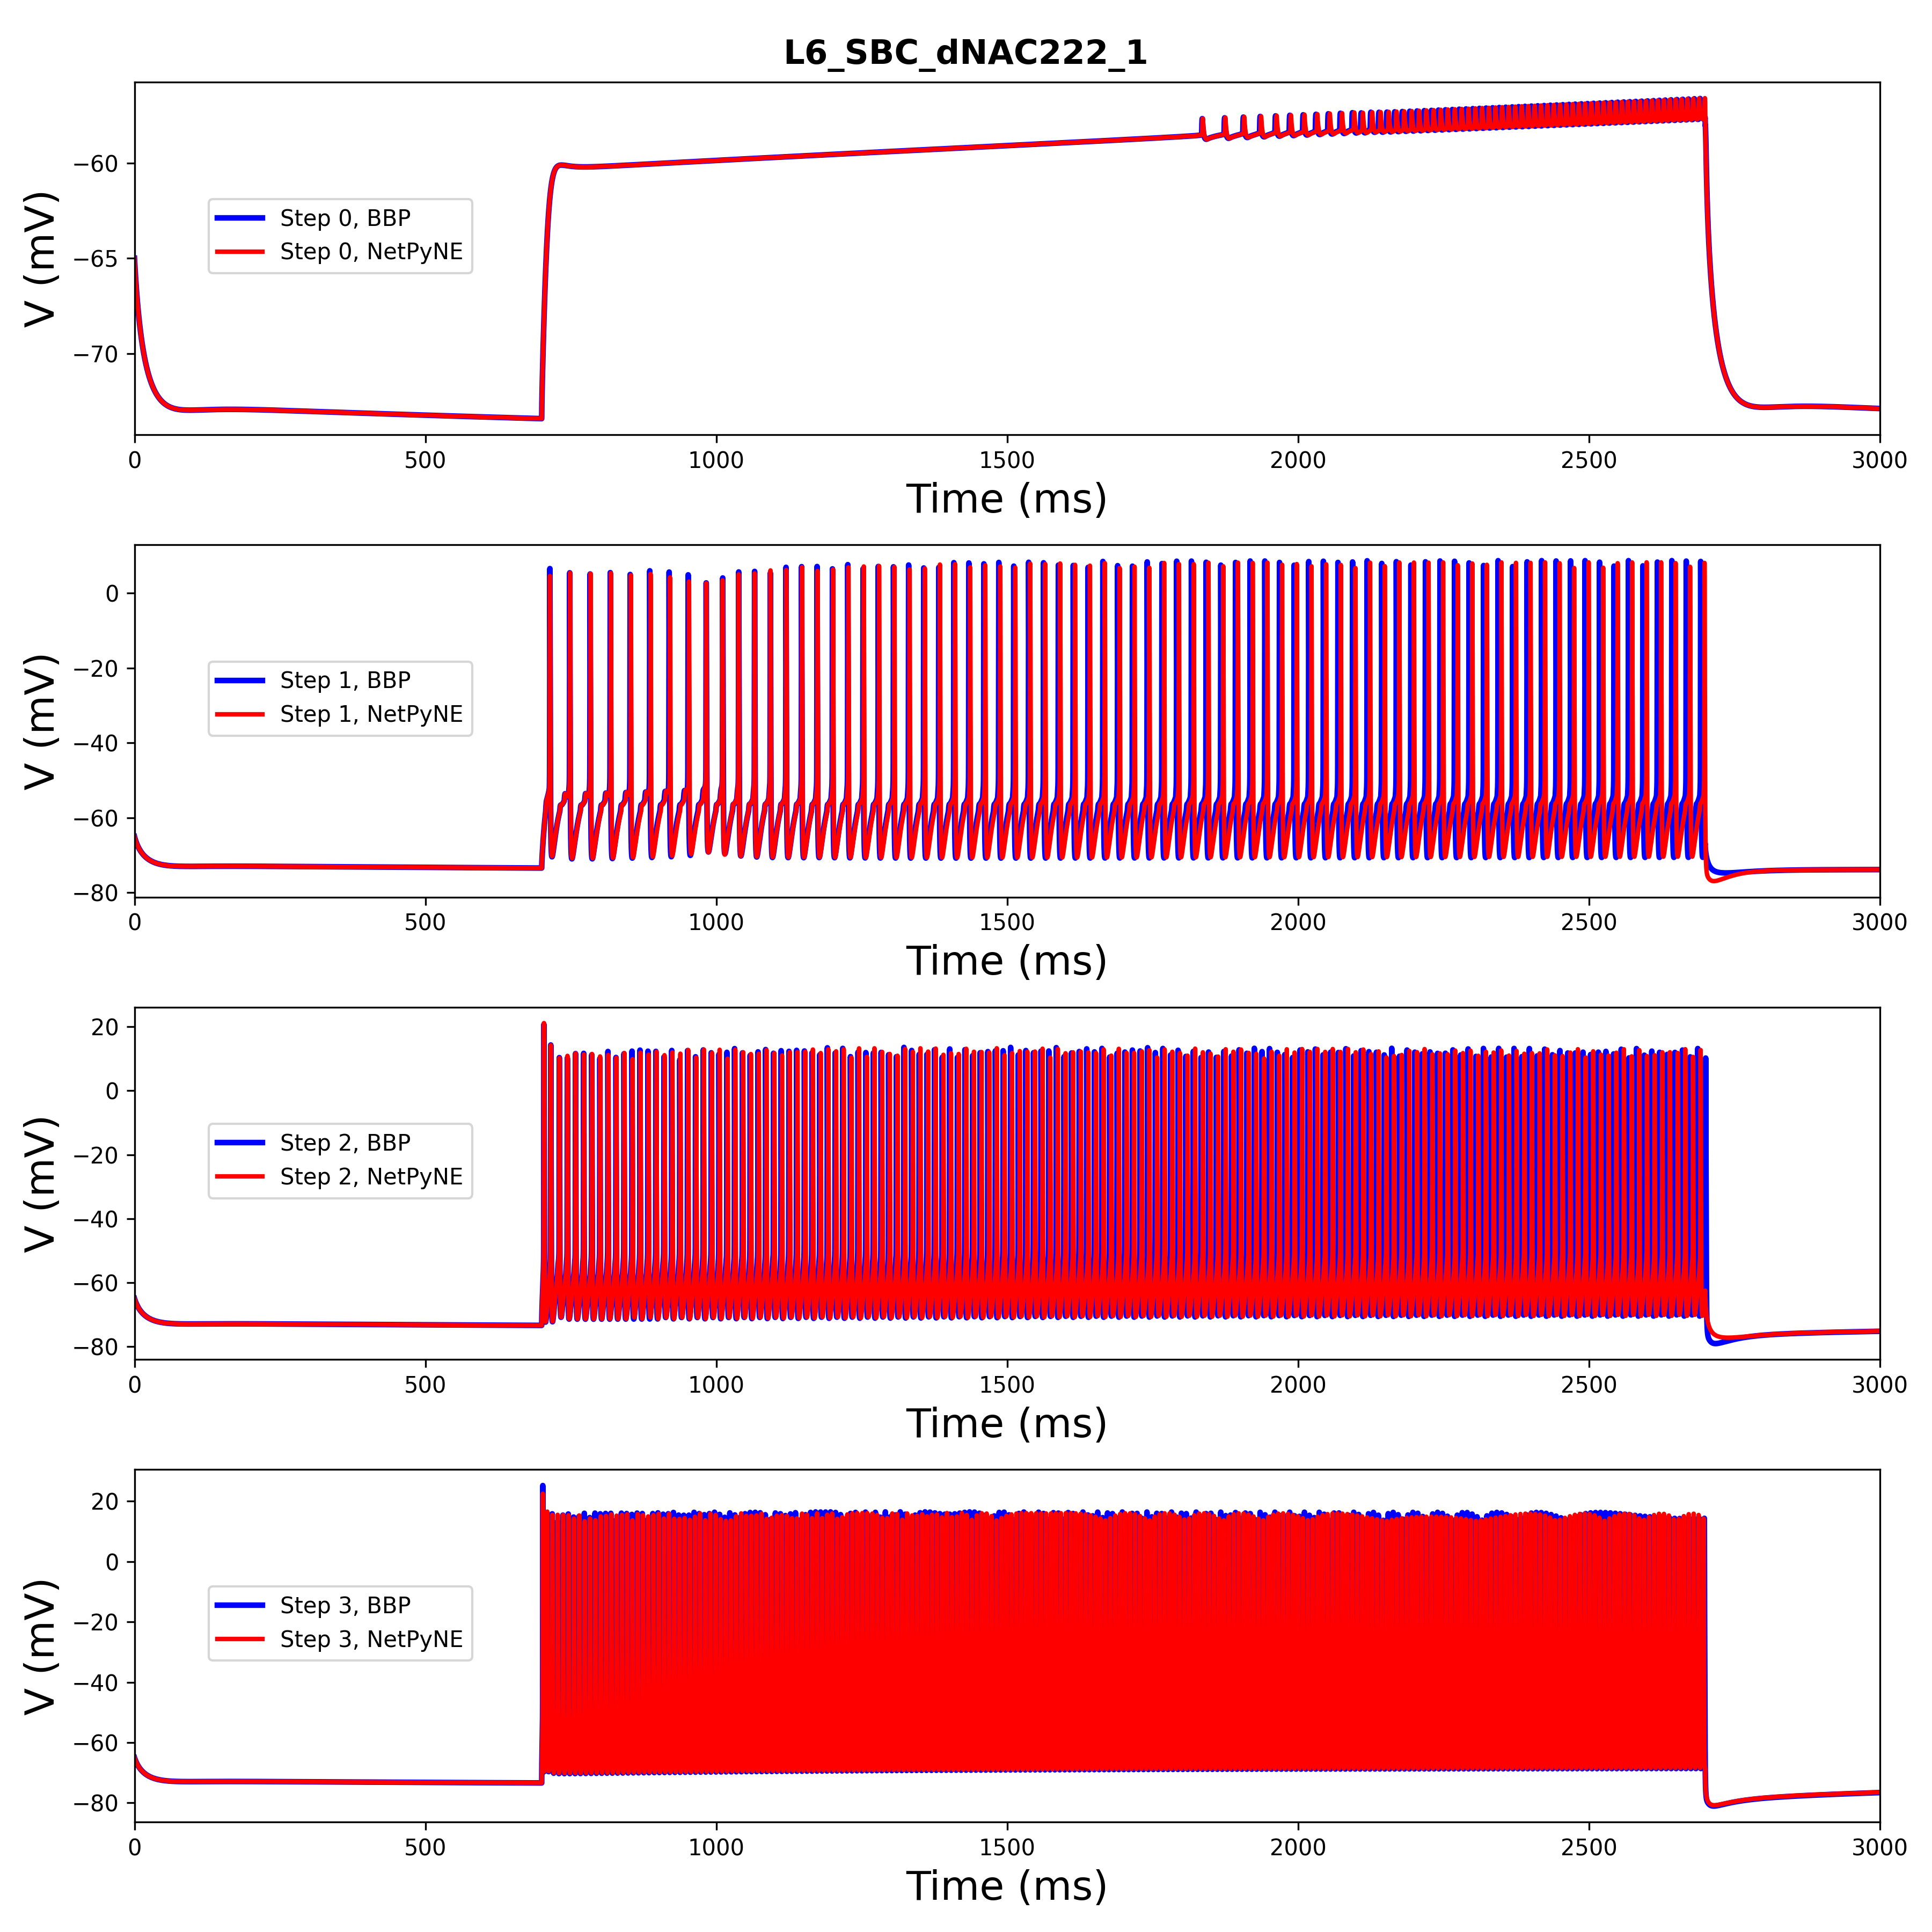 L6_SBC_dNAC222_1
V (mV)
−60
−65
−70
Step 0, BBP
Step 0, NetPyNE
0 500 1000 1500 2000 2500 3000
Time (ms)
V (mV)
0
−20
−40
−60
−80
Step 1, BBP
Step 1, NetPyNE
0 500 1000 1500 2000 2500 3000
Time (ms)
V (mV)
20
0
−20
−40
−60
−80
Step 2, BBP
Step 2, NetPyNE
0 500 1000 1500 2000 2500 3000
Time (ms)
V (mV)
20
0
−20
−40
−60
−80
Step 3, BBP
Step 3, NetPyNE
0 500 1000 1500 2000 2500 3000
Time (ms)